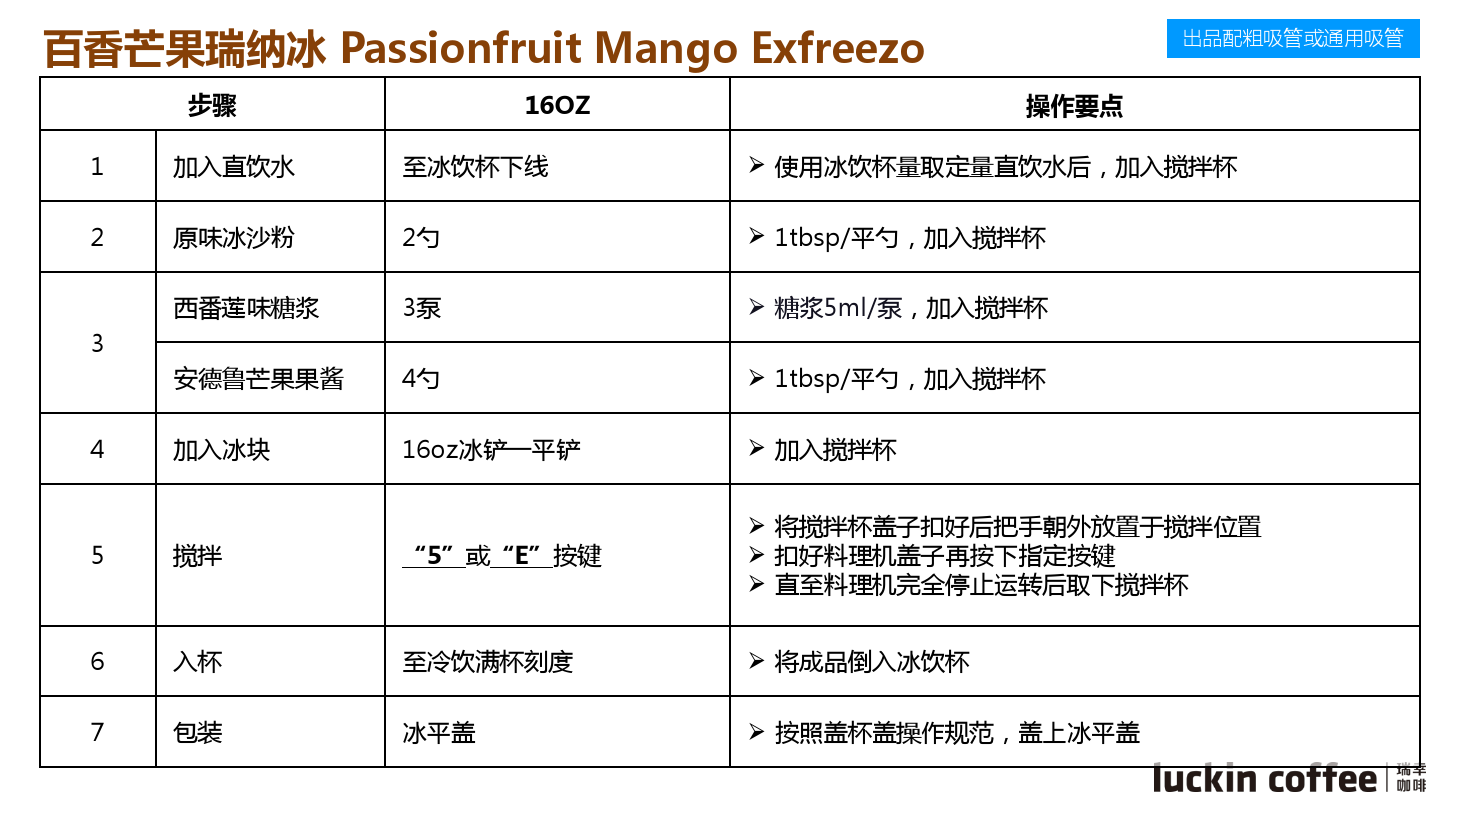 百香芒果瑞纳冰 Passionfruit Mango Exfreezo
出品配粗吸管或通用吸管
步骤 16OZ 操作要点
1 加入直饮水 至冰饮杯下线 ➢ 使用冰饮杯量取定量直饮水后，加入搅拌杯
2 原味冰沙粉 2勺 ➢ 1tbsp/平勺，加入搅拌杯
3 西番莲味糖浆 3泵 ➢ 糖浆5ml/泵，加入搅拌杯
安德鲁芒果果酱 4勺 ➢ 1tbsp/平勺，加入搅拌杯
4 加入冰块 16oz冰铲一平铲 ➢ 加入搅拌杯
5 搅拌 “5”或“E”按键 ➢ 将搅拌杯盖子扣好后把手朝外放置于搅拌位置
➢ 扣好料理机盖子再按下指定按键
➢ 直至料理机完全停止运转后取下搅拌杯
6 入杯 至冷饮满杯刻度 ➢ 将成品倒入冰饮杯
7 包装 冰平盖 ➢ 按照盖杯盖操作规范，盖上冰平盖
luckin coffee 瑞幸
咖啡